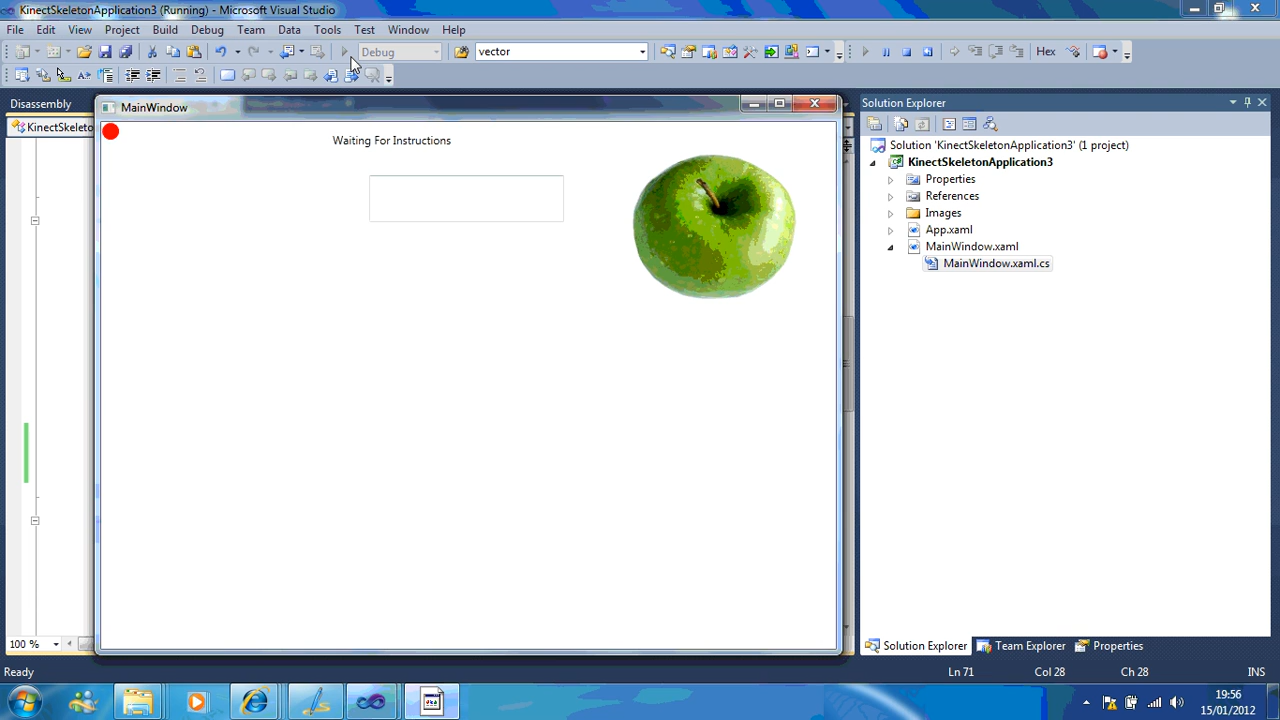 KinectSkeletonApplication3 (Running) - Microsoft Visual Studio
File Edit View Project Build Debug Team Data Tools Test Window Help
Debug vector Hex
Disassembly MainWindow Solution Explorer
KinectSkeleto
Waiting For Instructions
Solution 'KinectSkeletonApplication3' (1 project)
KinectSkeletonApplication3
Properties
References
Images
App.xaml
MainWindow.xaml
MainWindow.xaml.cs
100 % Solution Explorer Team Explorer Properties
Ready Ln 71 Col 28 Ch 28 INS
19:56
15/01/2012